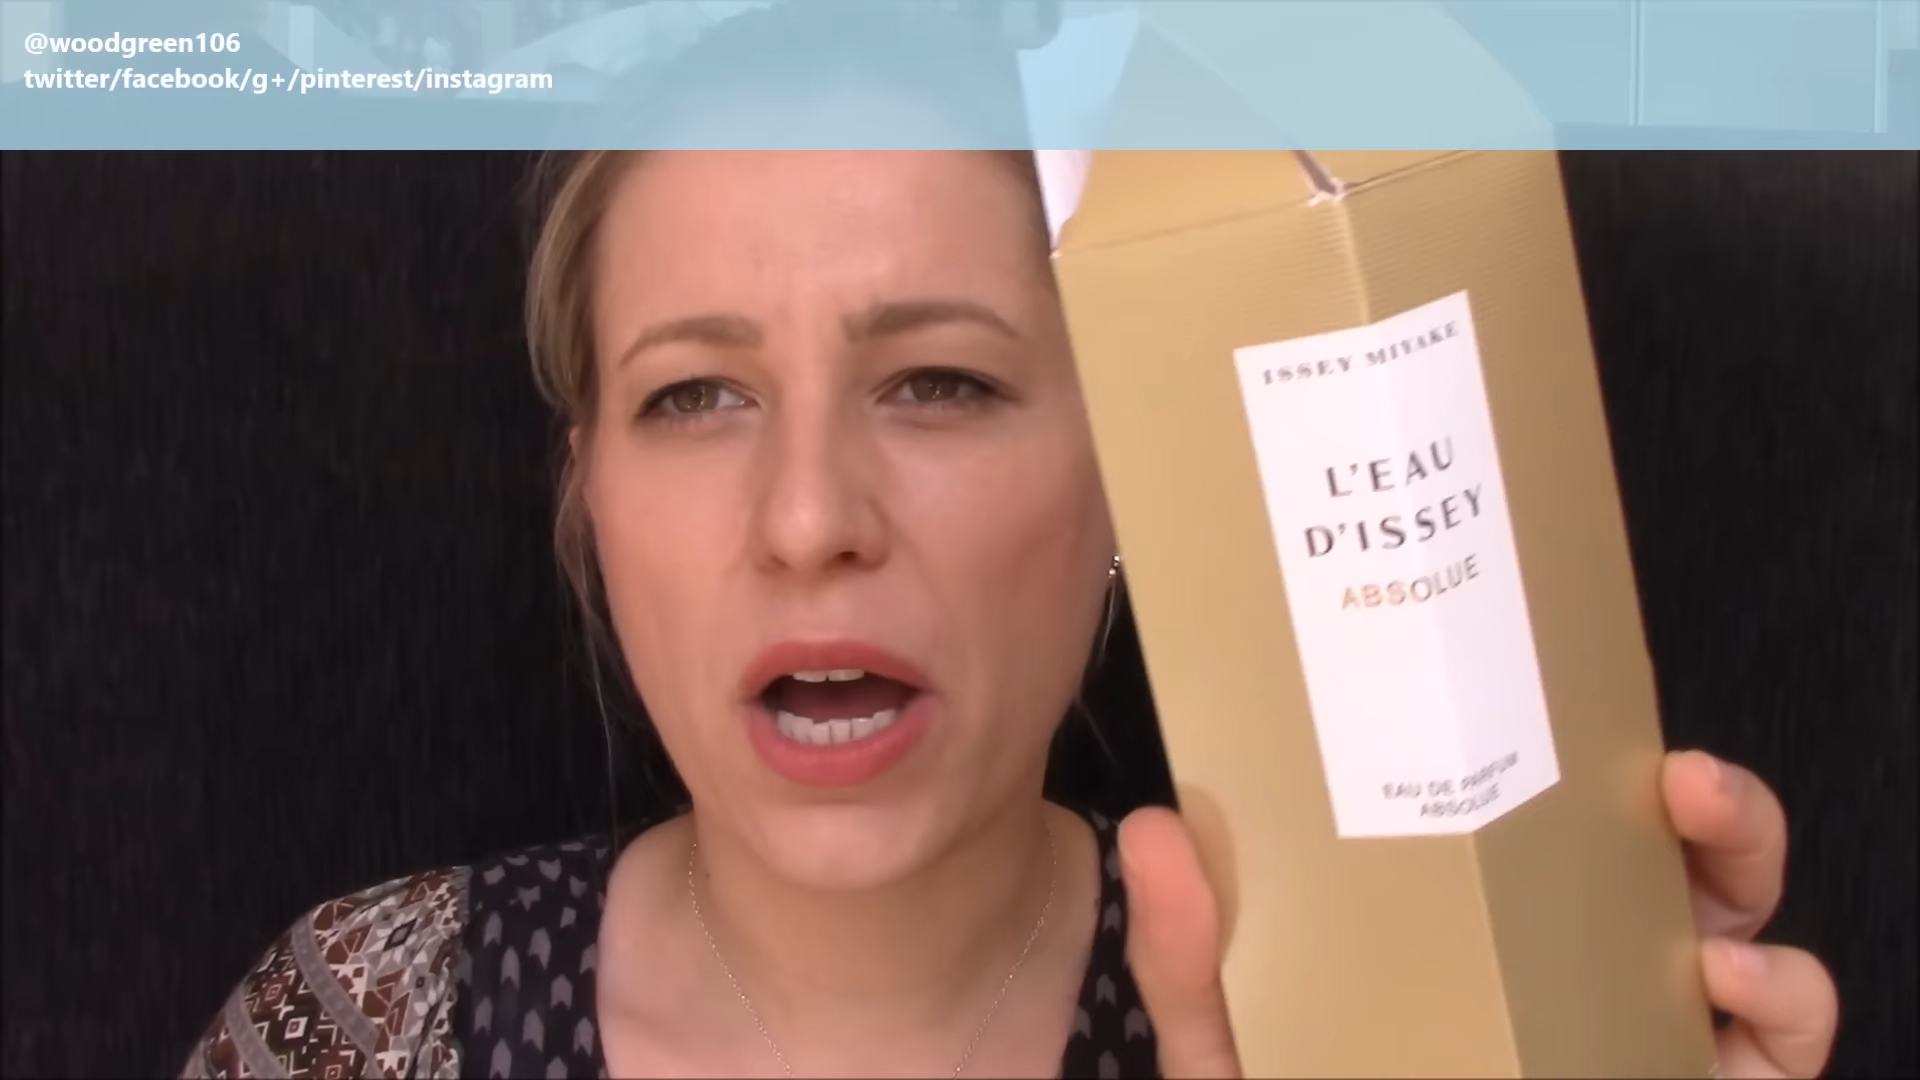 @woodgreen106
twitter/facebook/g+/pinterest/instagram
ISSEY MIYAKE
L'EAU
D'ISSEY
ABSOLUE
EAU DE PARFUM
ABSOLUE